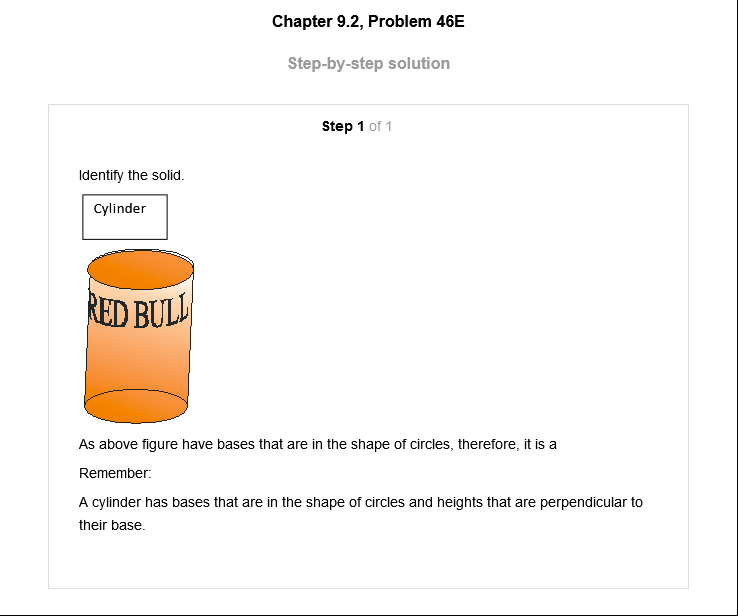 Chapter 9.2, Problem 46E
Step-by-step solution
Step 1 of 1
Identify the solid.
Cylinder
RED BULL
As above figure have bases that are in the shape of circles, therefore, it is a
Remember:
A cylinder has bases that are in the shape of circles and heights that are perpendicular to
their base.